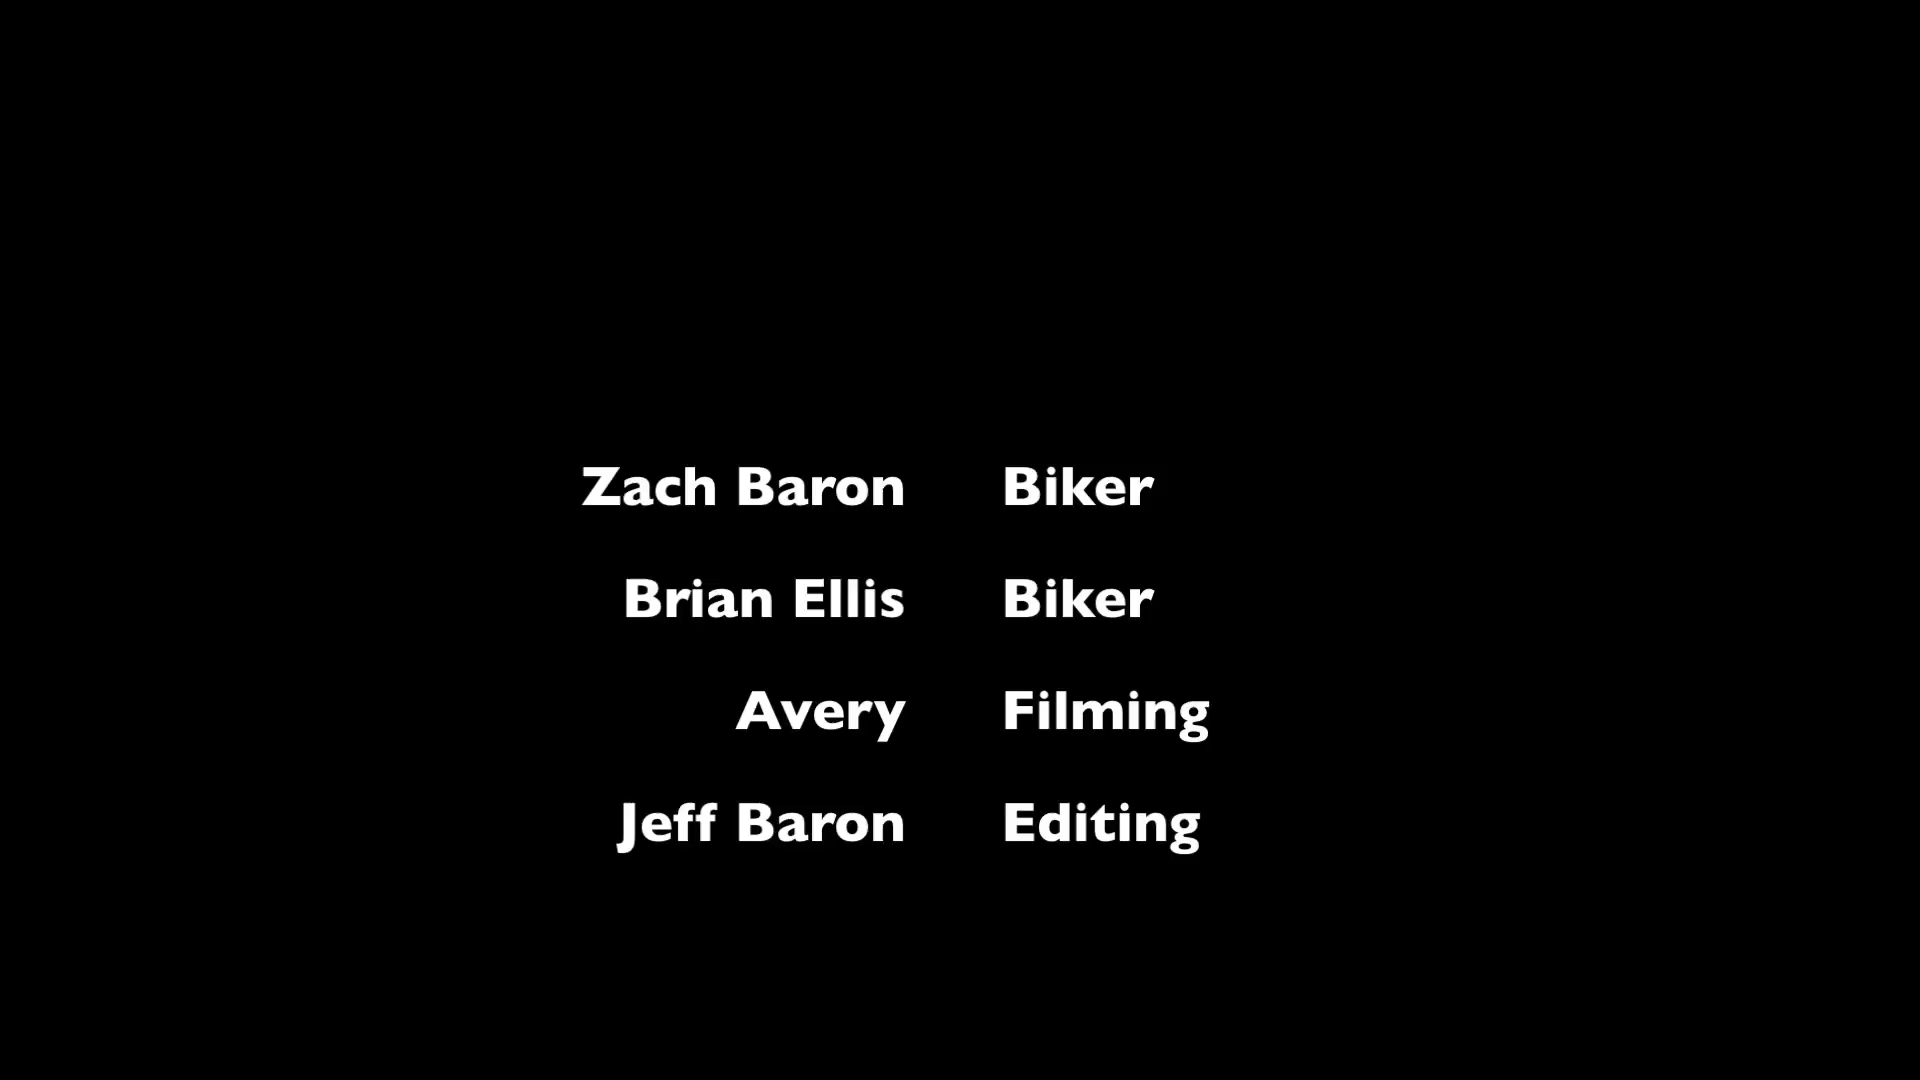 Zach Baron Biker
Brian Ellis Biker
Avery Filming
Jeff Baron Editing